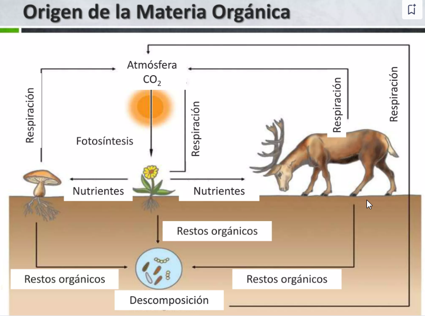 Origen de la Materia Orgánica
Atmósfera
CO₂
Respiración
Fotosíntesis
Respiración
Respiración
Respiración
Nutrientes
Nutrientes
Restos orgánicos
Restos orgánicos
Restos orgánicos
Descomposición